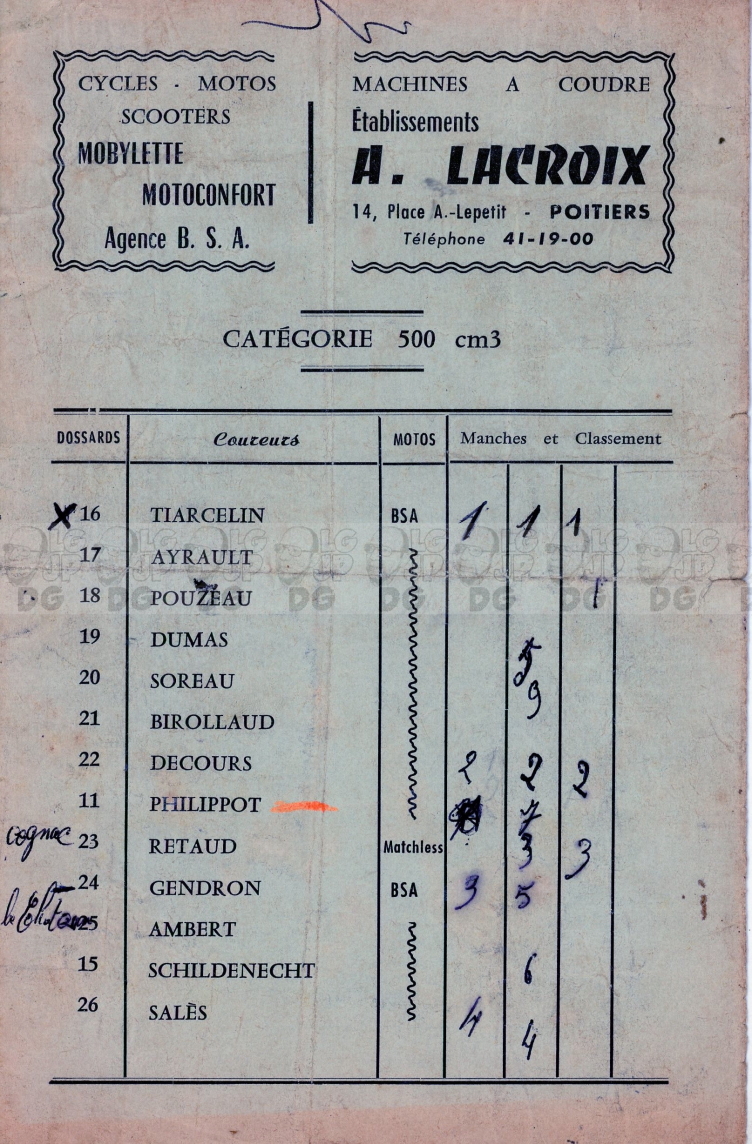 CYCLES - MOTOS
SCOOTERS
MOBYLETTE
MOTOCONFORT
Agence B. S. A.
MACHINES A COUDRE
Établissements
A. LACROIX
14, Place A.-Lepetit - POITIERS
Téléphone 41-19-00
CATÉGORIE 500 cm3
DOSSARDS Coureurs MOTOS Manches et Classement
X 16 TIARCELIN BSA 1 1 1
17 AYRAULT
18 POUZEAU 1
19 DUMAS
20 SOREAU 9
21 BIROLLAUD
22 DECOURS 2 2 2
11 PHILIPPOT 7
cognac 23 RETAUD Matchless 3 3
24 GENDRON BSA 3 5
25 AMBERT
15 SCHILDENECHT 6
26 SALÈS 4 4